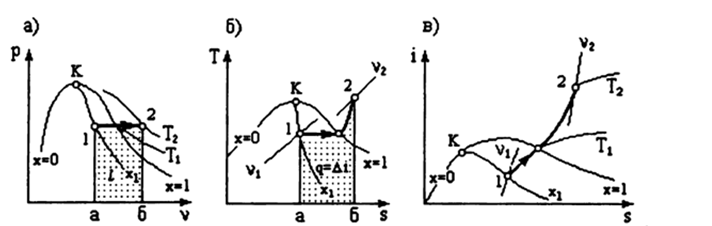 а)
p
K
1
2
T₂
T₁
x=0
l
x₁
x=1
а
б
v
б)
T
K
2
v₂
1
x=0
v₁
q=Δi
x=1
x₁
а
б
s
в)
i
v₂
2
T₂
K
v₁
T₁
x=0
1
x₁
x=1
s